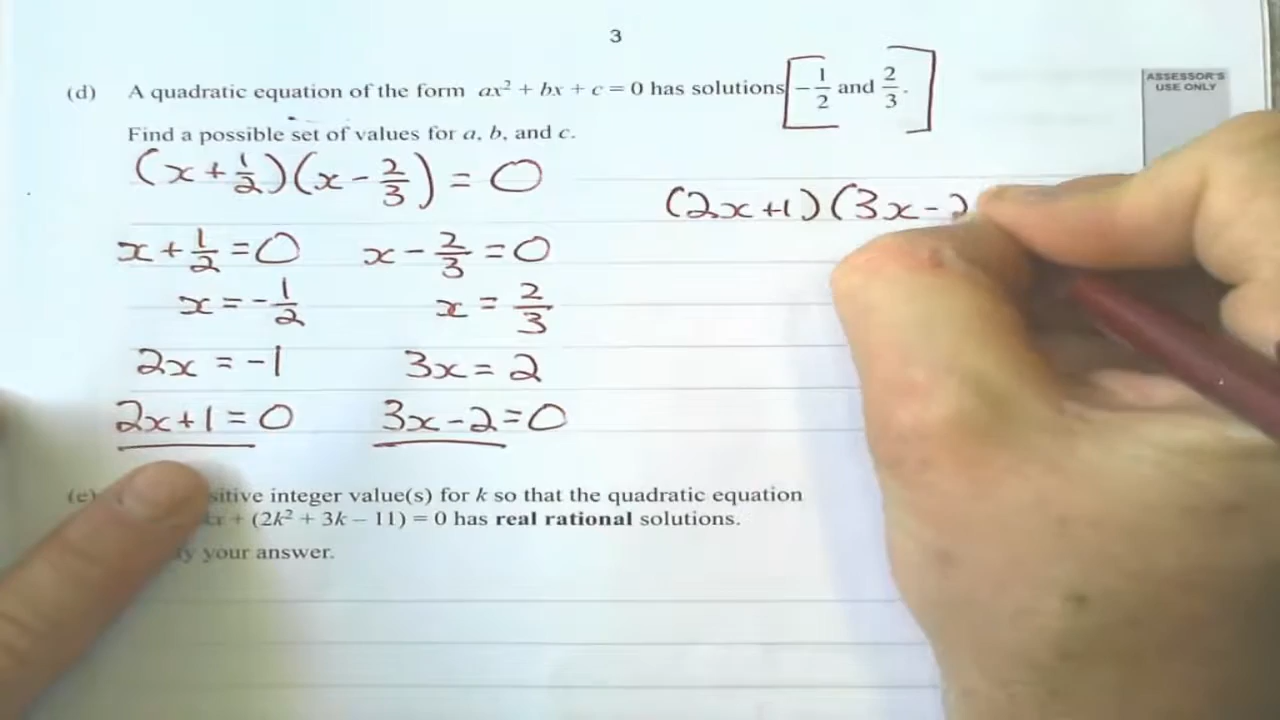 3
(d) A quadratic equation of the form ax² + bx + c = 0 has solutions -1/2 and 2/3.
ASSESSOR'S
USE ONLY
Find a possible set of values for a, b, and c.
(x + 1/2)(x - 2/3) = 0
(2x+1)(3x-2
x + 1/2 = 0 x - 2/3 = 0
x = -1/2 x = 2/3
2x = -1 3x = 2
2x+1 = 0 3x-2 = 0
(e) integer value(s) for k so that the quadratic equation
+ (2k² + 3k − 11) = 0 has real rational solutions.
your answer.